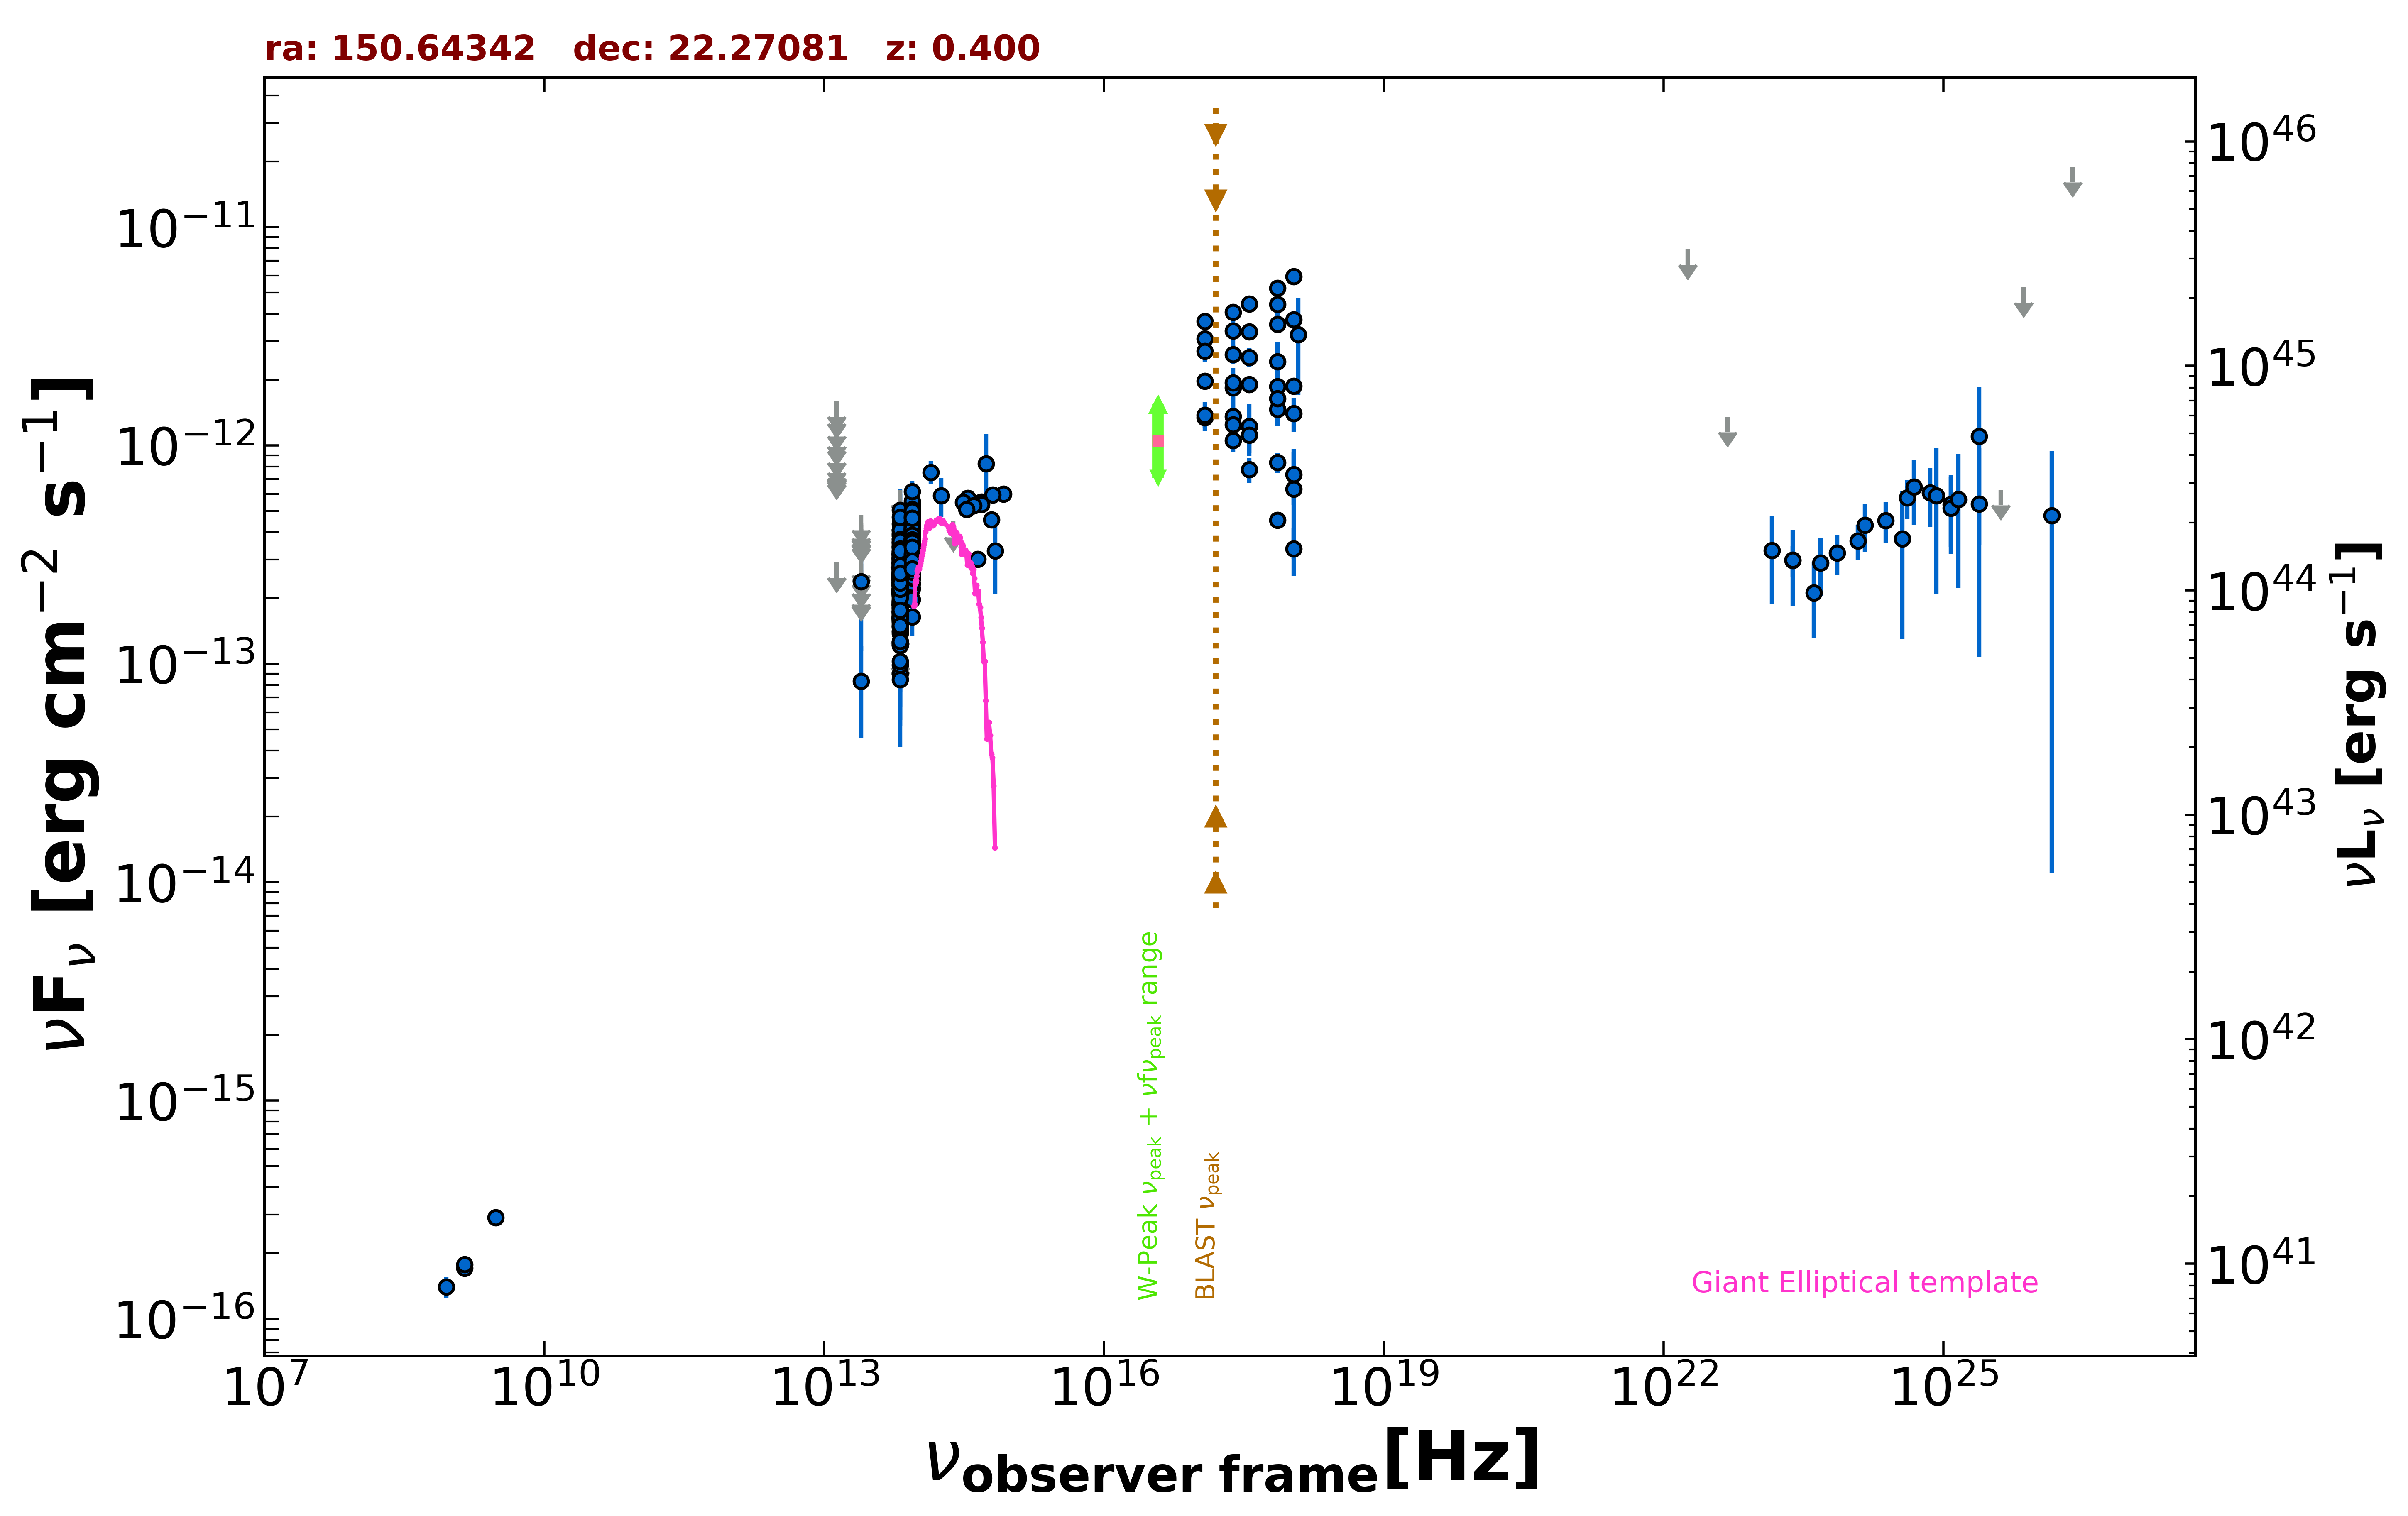 ra: 150.64342 dec: 22.27081 z: 0.400
νFν [erg cm−2 s−1]
10−11
10−12
10−13
10−14
10−15
10−16
1046
1045
1044
1043
1042
1041
νLν [erg s−1]
W-Peak νpeak + νfνpeak range
BLAST νpeak
Giant Elliptical template
107 1010 1013 1016 1019 1022 1025
νobserver frame[Hz]